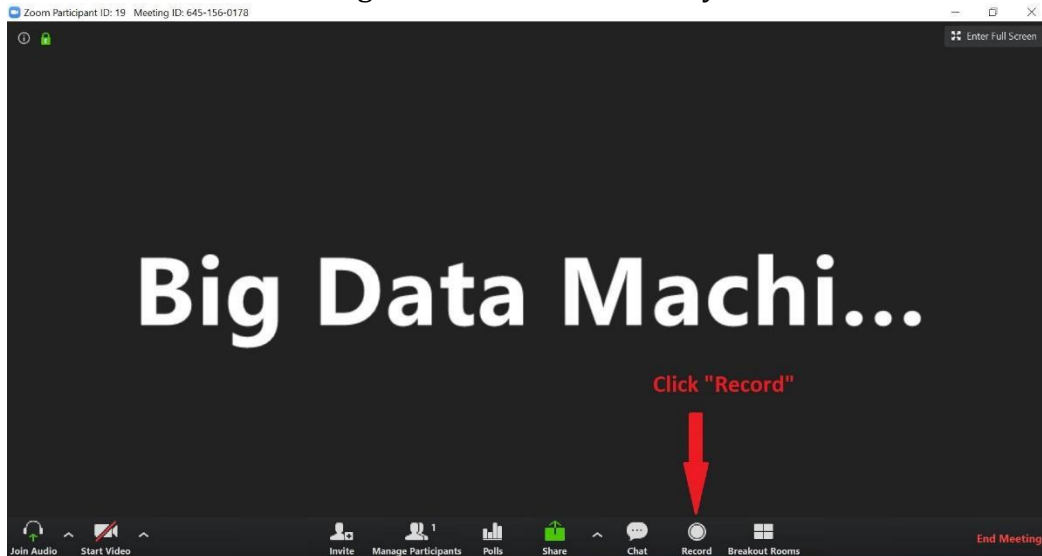 Zoom Participant ID: 19 Meeting ID: 645-156-0178
Enter Full Screen
Big Data Machi...
Click "Record"
1
Join Audio Start Video Invite Manage Participants Polls Share Chat Record Breakout Rooms End Meeting